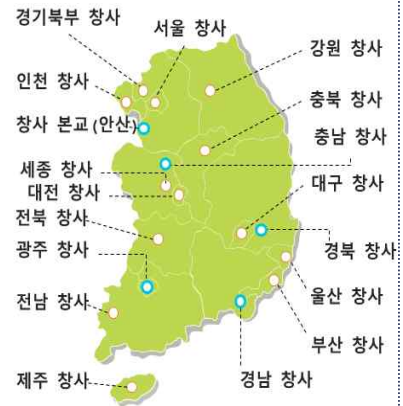 경기북부 창사
서울 창사
강원 창사
인천 창사
충북 창사
창사 본교 (안산)
충남 창사
세종 창사
대전 창사
대구 창사
전북 창사
광주 창사
경북 창사
전남 창사
울산 창사
부산 창사
제주 창사
경남 창사